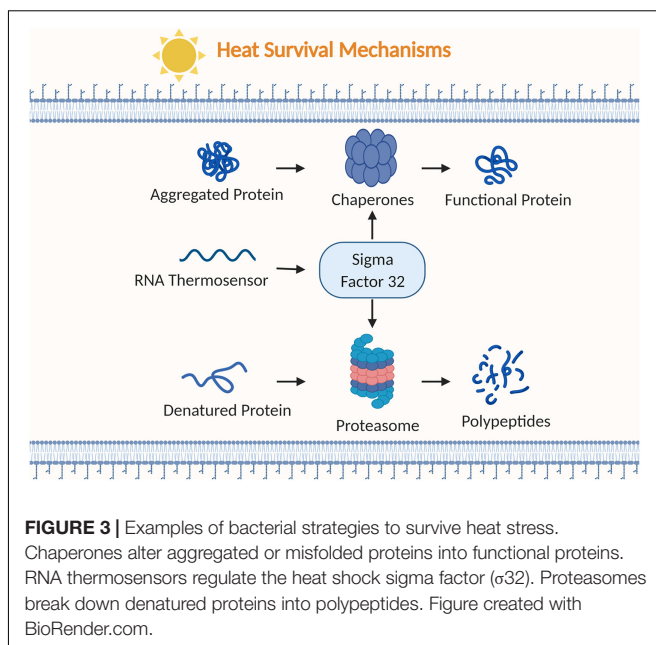 Heat Survival Mechanisms
Aggregated Protein
Chaperones
Functional Protein
RNA Thermosensor
Sigma
Factor 32
Denatured Protein
Proteasome
Polypeptides
FIGURE 3 | Examples of bacterial strategies to survive heat stress.
Chaperones alter aggregated or misfolded proteins into functional proteins.
RNA thermosensors regulate the heat shock sigma factor (σ32). Proteasomes
break down denatured proteins into polypeptides. Figure created with
BioRender.com.